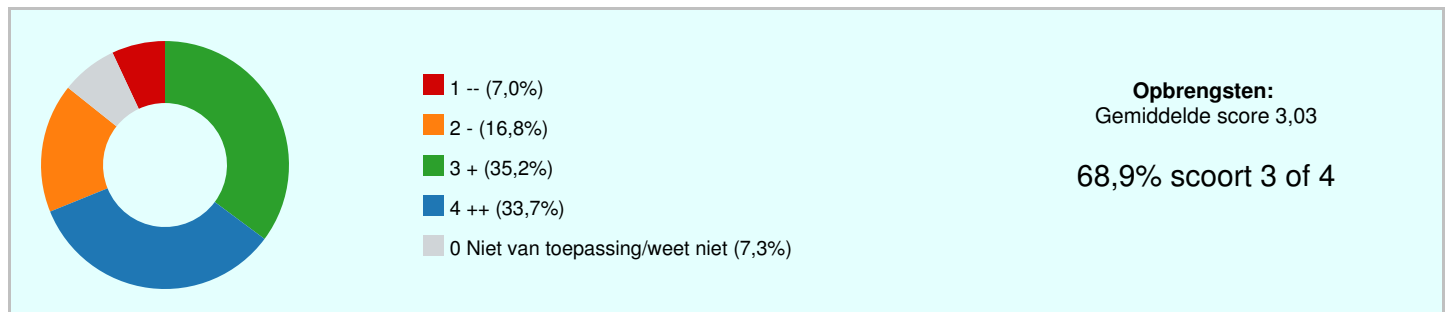 1 -- (7,0%)
2 - (16,8%)
3 + (35,2%)
4 ++ (33,7%)
0 Niet van toepassing/weet niet (7,3%)
Opbrengsten:
Gemiddelde score 3,03
68,9% scoort 3 of 4